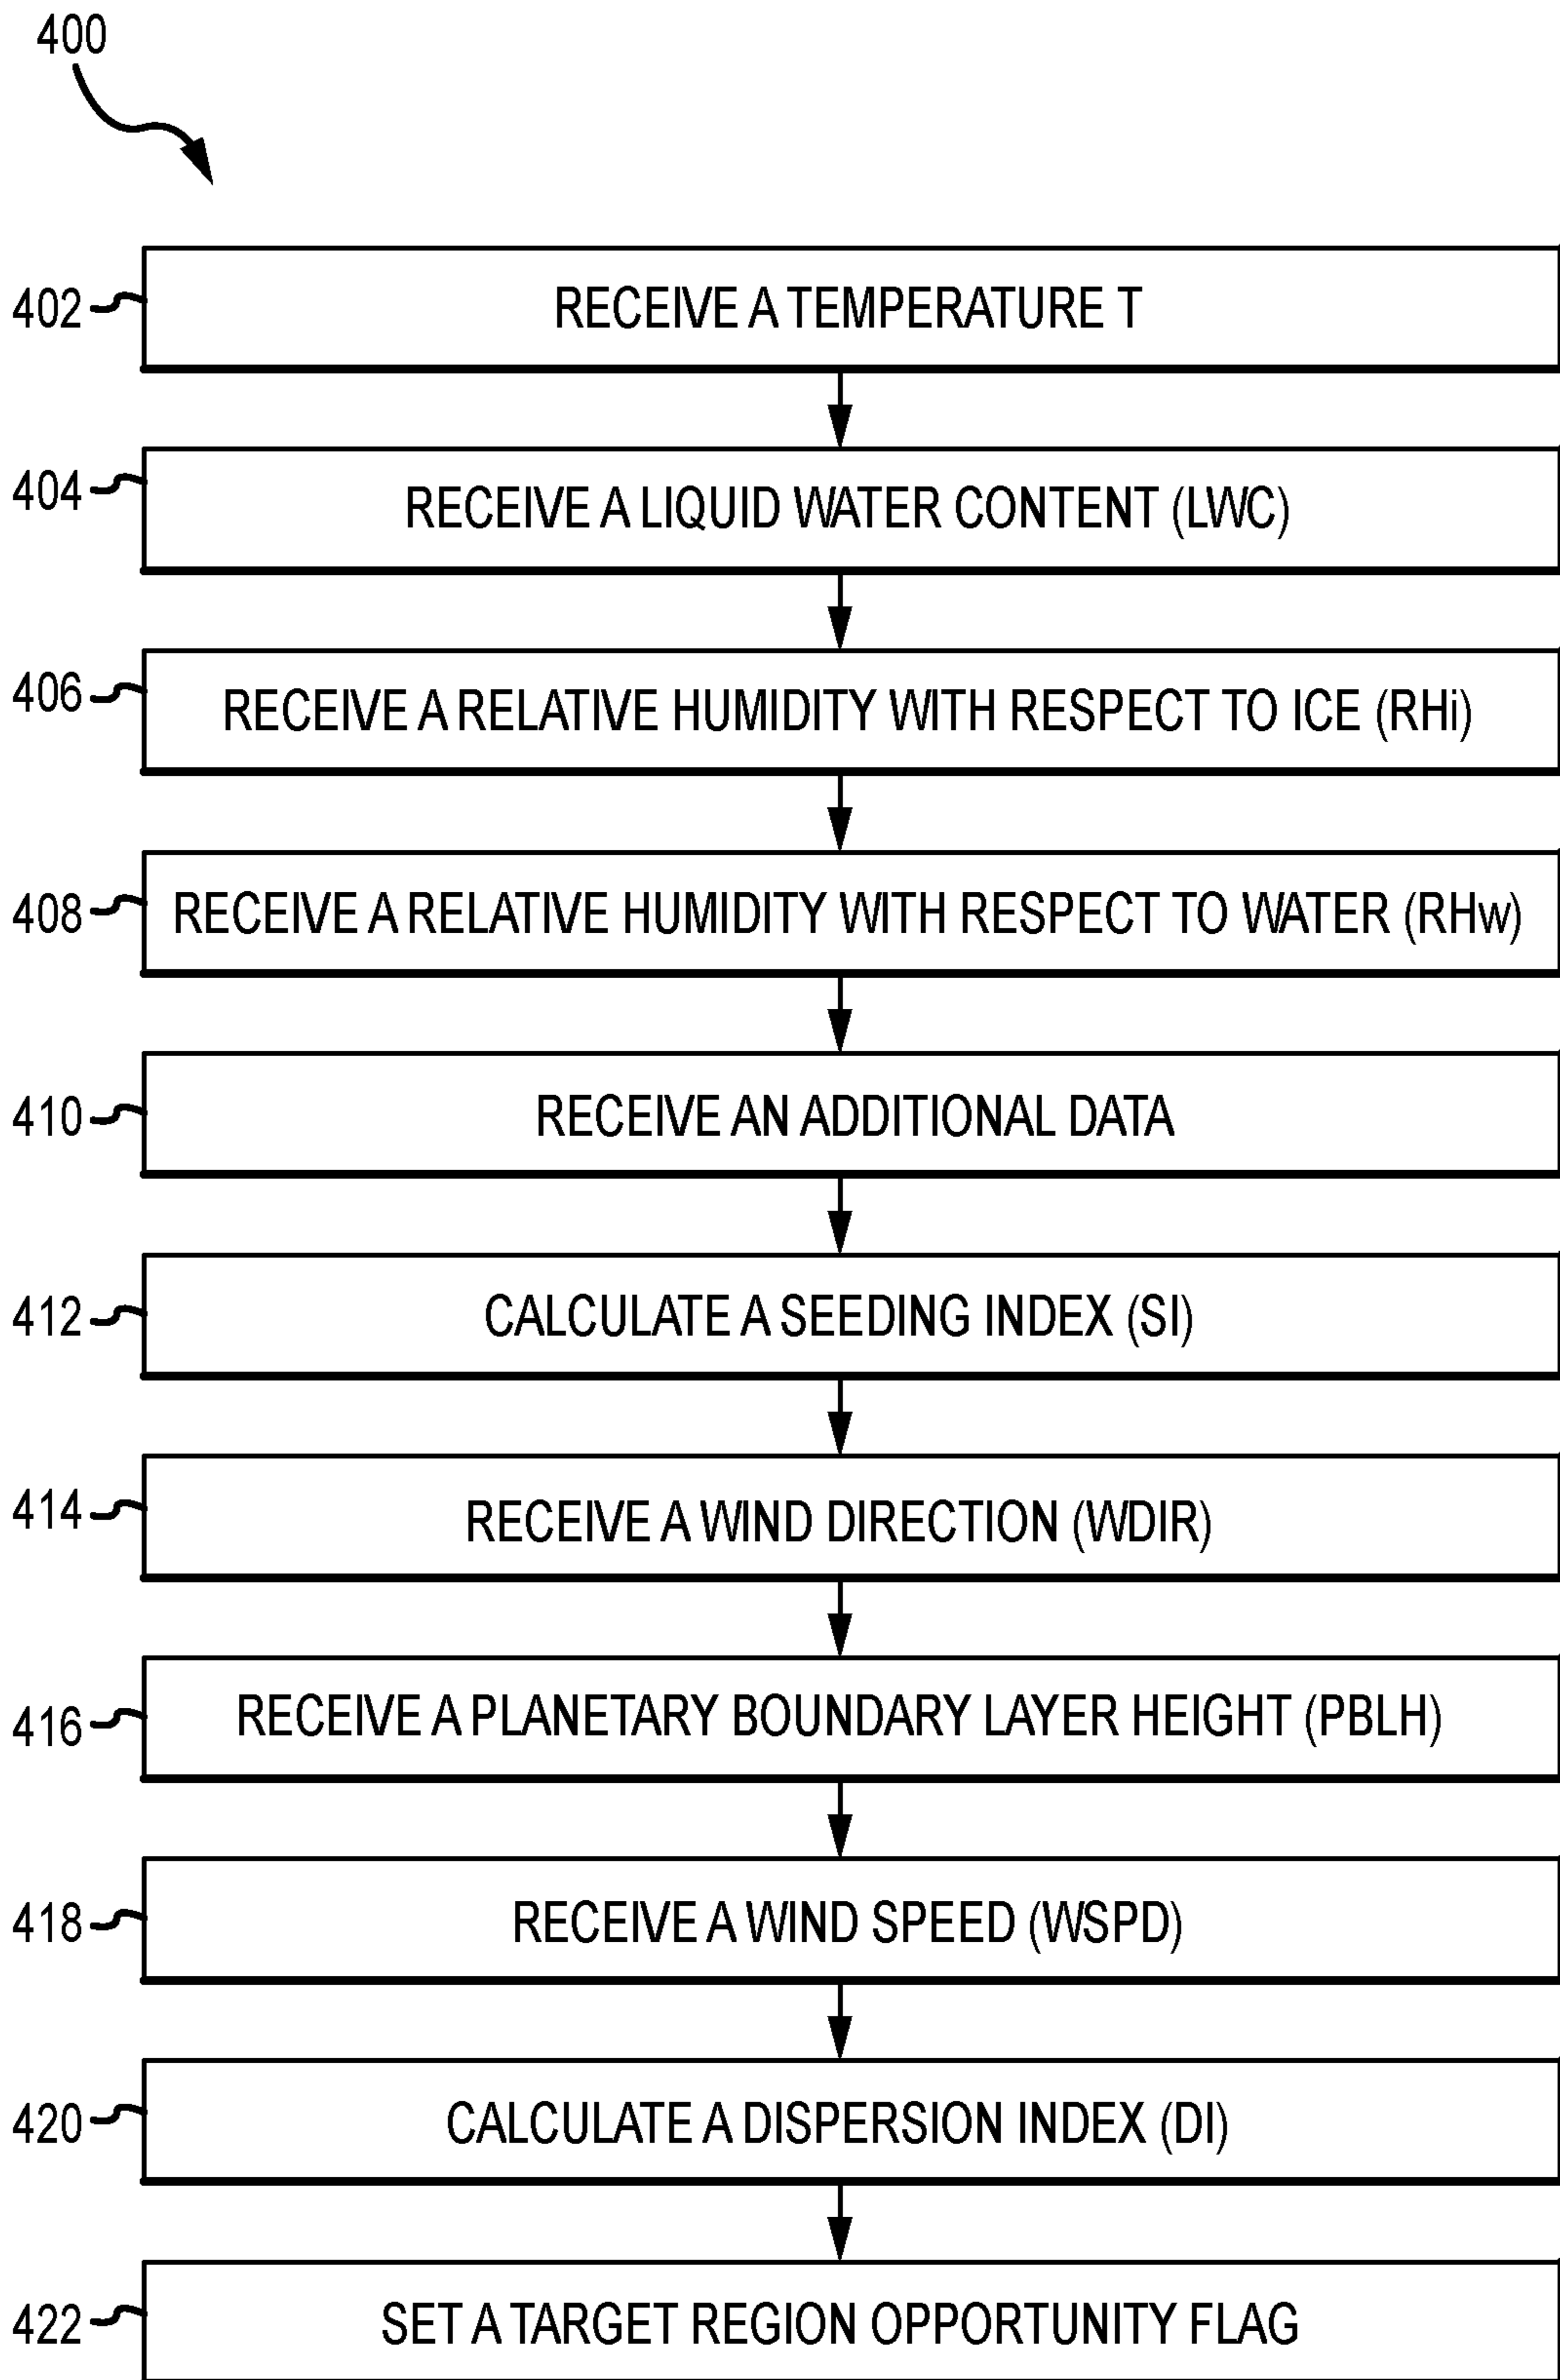 400
402 RECEIVE A TEMPERATURE T
404 RECEIVE A LIQUID WATER CONTENT (LWC)
406 RECEIVE A RELATIVE HUMIDITY WITH RESPECT TO ICE (RHi)
408 RECEIVE A RELATIVE HUMIDITY WITH RESPECT TO WATER (RHw)
410 RECEIVE AN ADDITIONAL DATA
412 CALCULATE A SEEDING INDEX (SI)
414 RECEIVE A WIND DIRECTION (WDIR)
416 RECEIVE A PLANETARY BOUNDARY LAYER HEIGHT (PBLH)
418 RECEIVE A WIND SPEED (WSPD)
420 CALCULATE A DISPERSION INDEX (DI)
422 SET A TARGET REGION OPPORTUNITY FLAG